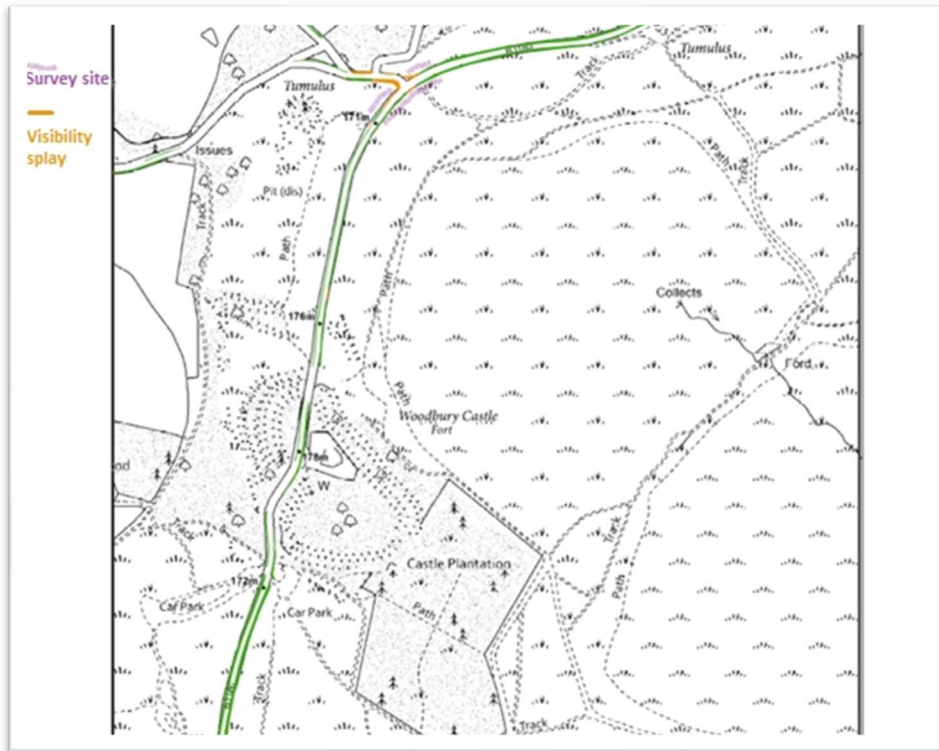 Survey site
Visibility
splay
Tumulus
Tumulus
Track
171m
Issues
Path
Track
Pit (dis)
Track
Path
Path
Collects
176m
Ford
Path
Woodbury Castle
Fort
178m
od
W
Track
Track
Castle Plantation
172m
Path
Car Park
Car Park
Path
Track
Track